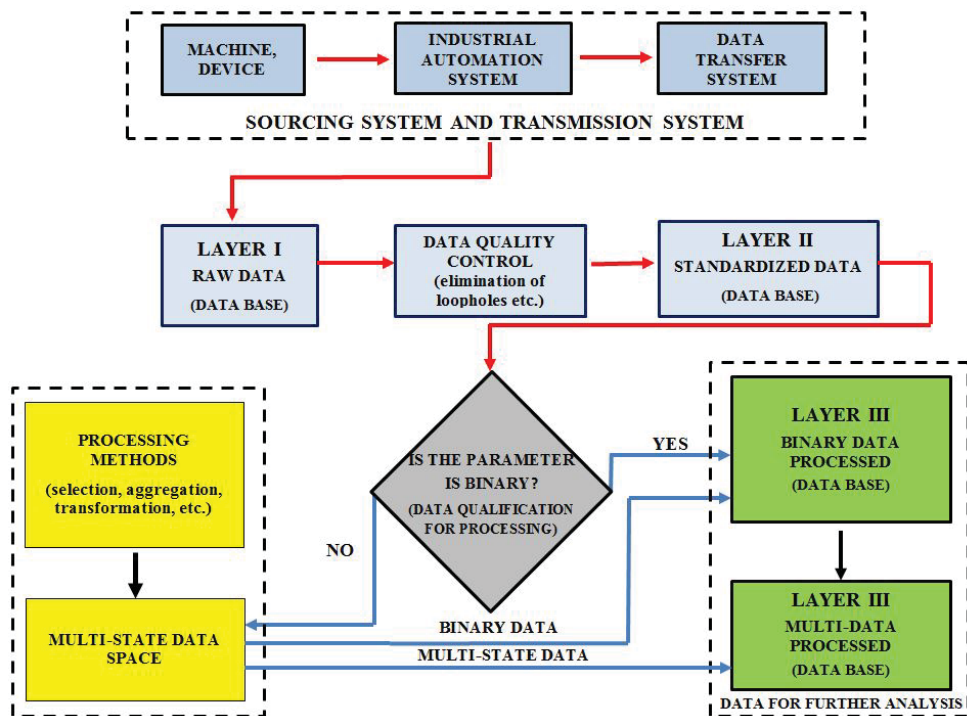 MACHINE,
DEVICE
INDUSTRIAL
AUTOMATION
SYSTEM
DATA
TRANSFER
SYSTEM
SOURCING SYSTEM AND TRANSMISSION SYSTEM
LAYER I
RAW DATA
(DATA BASE)
DATA QUALITY
CONTROL
(elimination of
loopholes etc.)
LAYER II
STANDARDIZED DATA
(DATA BASE)
PROCESSING
METHODS
(selection, aggregation,
transformation, etc.)
IS THE PARAMETER
IS BINARY?
(DATA QUALIFICATION
FOR PROCESSING)
YES
NO
LAYER III
BINARY DATA
PROCESSED
(DATA BASE)
MULTI-STATE DATA
SPACE
BINARY DATA
MULTI-STATE DATA
LAYER III
MULTI-DATA
PROCESSED
(DATA BASE)
DATA FOR FURTHER ANALYSIS